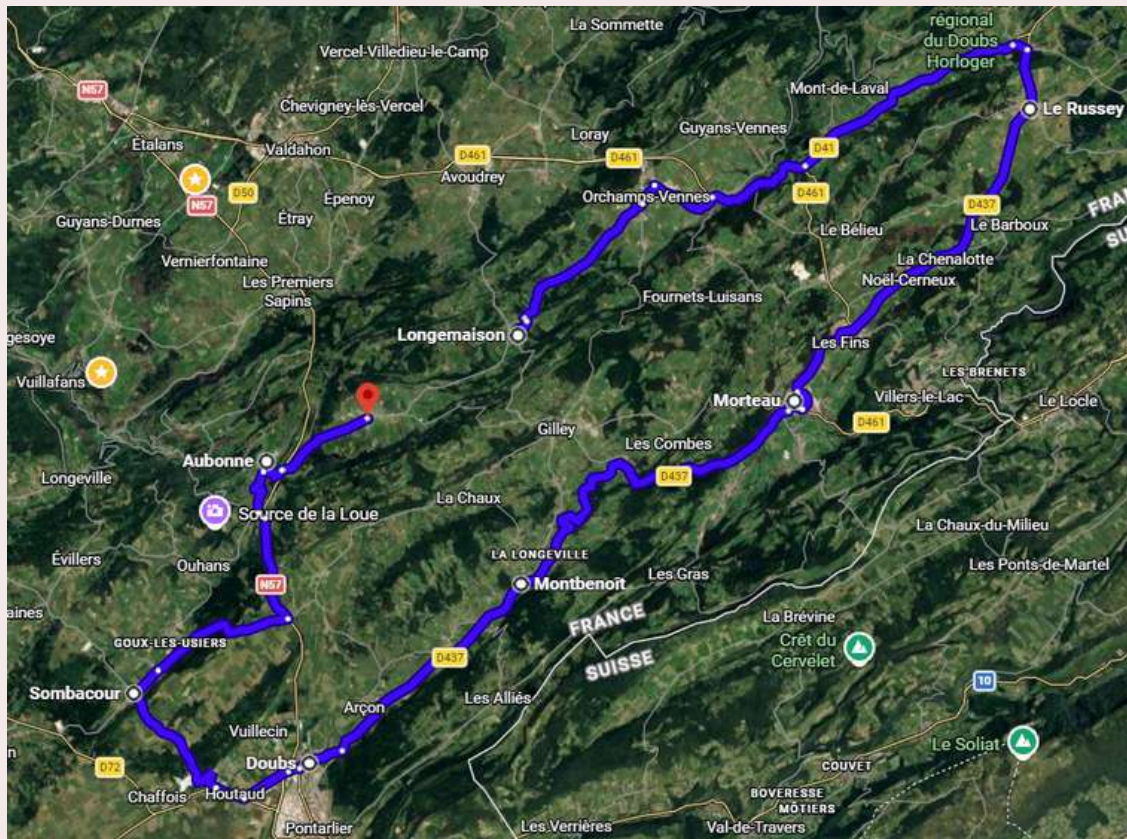 La Sommette
régional
du Doubs
Horloger
Vercel-Villedieu-le-Camp
N57
Mont-de-Laval
Chevigney-lès-Vercel
Le Russey
Guyans-Vennes
Loray
D41
Étalans
Valdahon
D461
D461
Avoudrey
D461
D50
Épenoy
Orchamps-Vennes
N57
D437
Guyans-Durnes
Étray
Le Barboux
FRAN
SU
Le Bélieu
Vernierfontaine
La Chenalotte
Les Premiers
Sapins
Noël-Cerneux
Fournets-Luisans
gesoye
Longemaison
Les Fins
LES BRENETS
Vuillafans
Morteau
Villers-le-Lac
Le Locle
D461
Gilley
Les Combes
Aubonne
Longeville
D437
La Chaux
Source de la Loue
La Chaux-du-Milieu
LA LONGEVILLE
Évillers
Ouhans
Les Ponts-de-Martel
Les Gras
N57
Montbenoît
aines
FRANCE
La Brévine
GOUX-LES-USIERS
Crêt du
Cervelet
SUISSE
D437
10
Sombacour
Les Alliés
Arçon
Vuillecin
Le Soliat
n
D72
Doubs
COUVET
Chaffois
Houtaud
BOVERESSE
MÔTIERS
Pontarlier
Les Verrières
Val-de-Travers